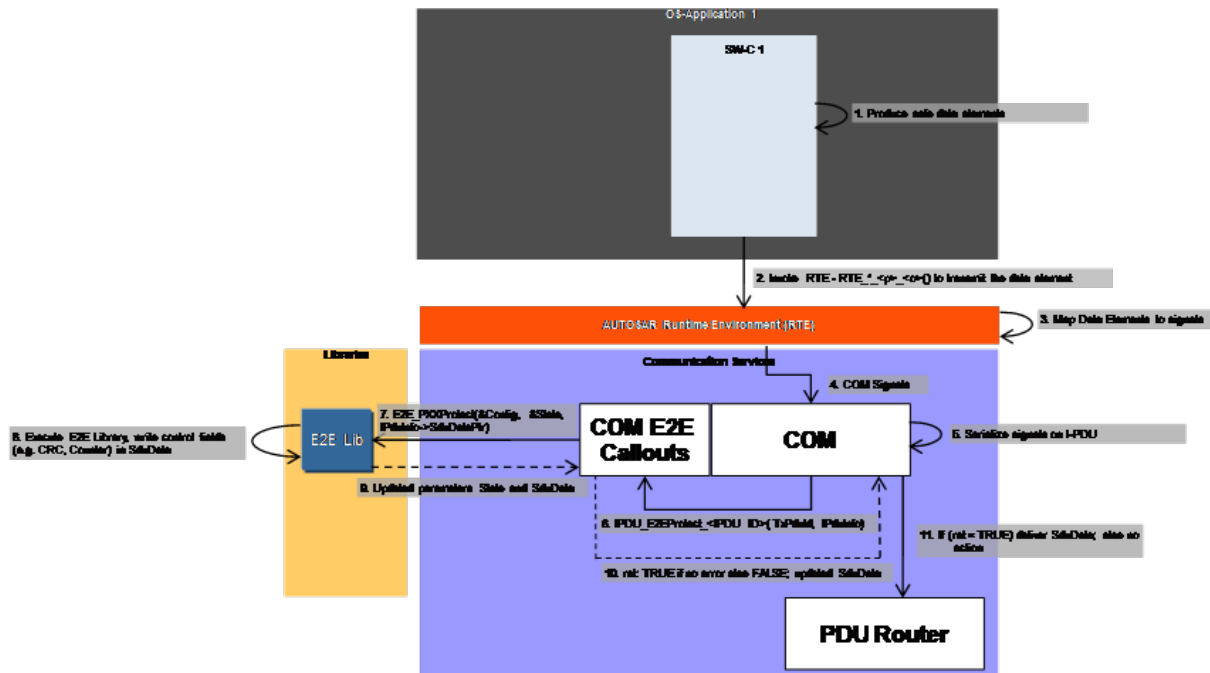 OS-Application 1
SW-C 1
1. Produce safe data elements
2. Invoke RTE - RTE_*_<p>_<o>() to transmit the data element
AUTOSAR Runtime Environment (RTE)
3. Map Data Elements to signals
Libraries
Communication Services
4. COM Signals
7. E2E_PXXProtect(&Config, &State,
IPduInfo->SduDataPtr)
8. Execute E2E Library, write control fields
(e.g. CRC, Counter) in SduData
E2E Lib
COM E2E
Callouts
COM
5. Serialize signals on I-PDU
9. Updated parameters State and SduData
6. IPDU_E2EProtect_<IPDU ID>( TxPduId, IPduInfo)
11. If (ret = TRUE) deliver SduData; else no
action
10. ret: TRUE if no error else FALSE; updated SduData
PDU Router